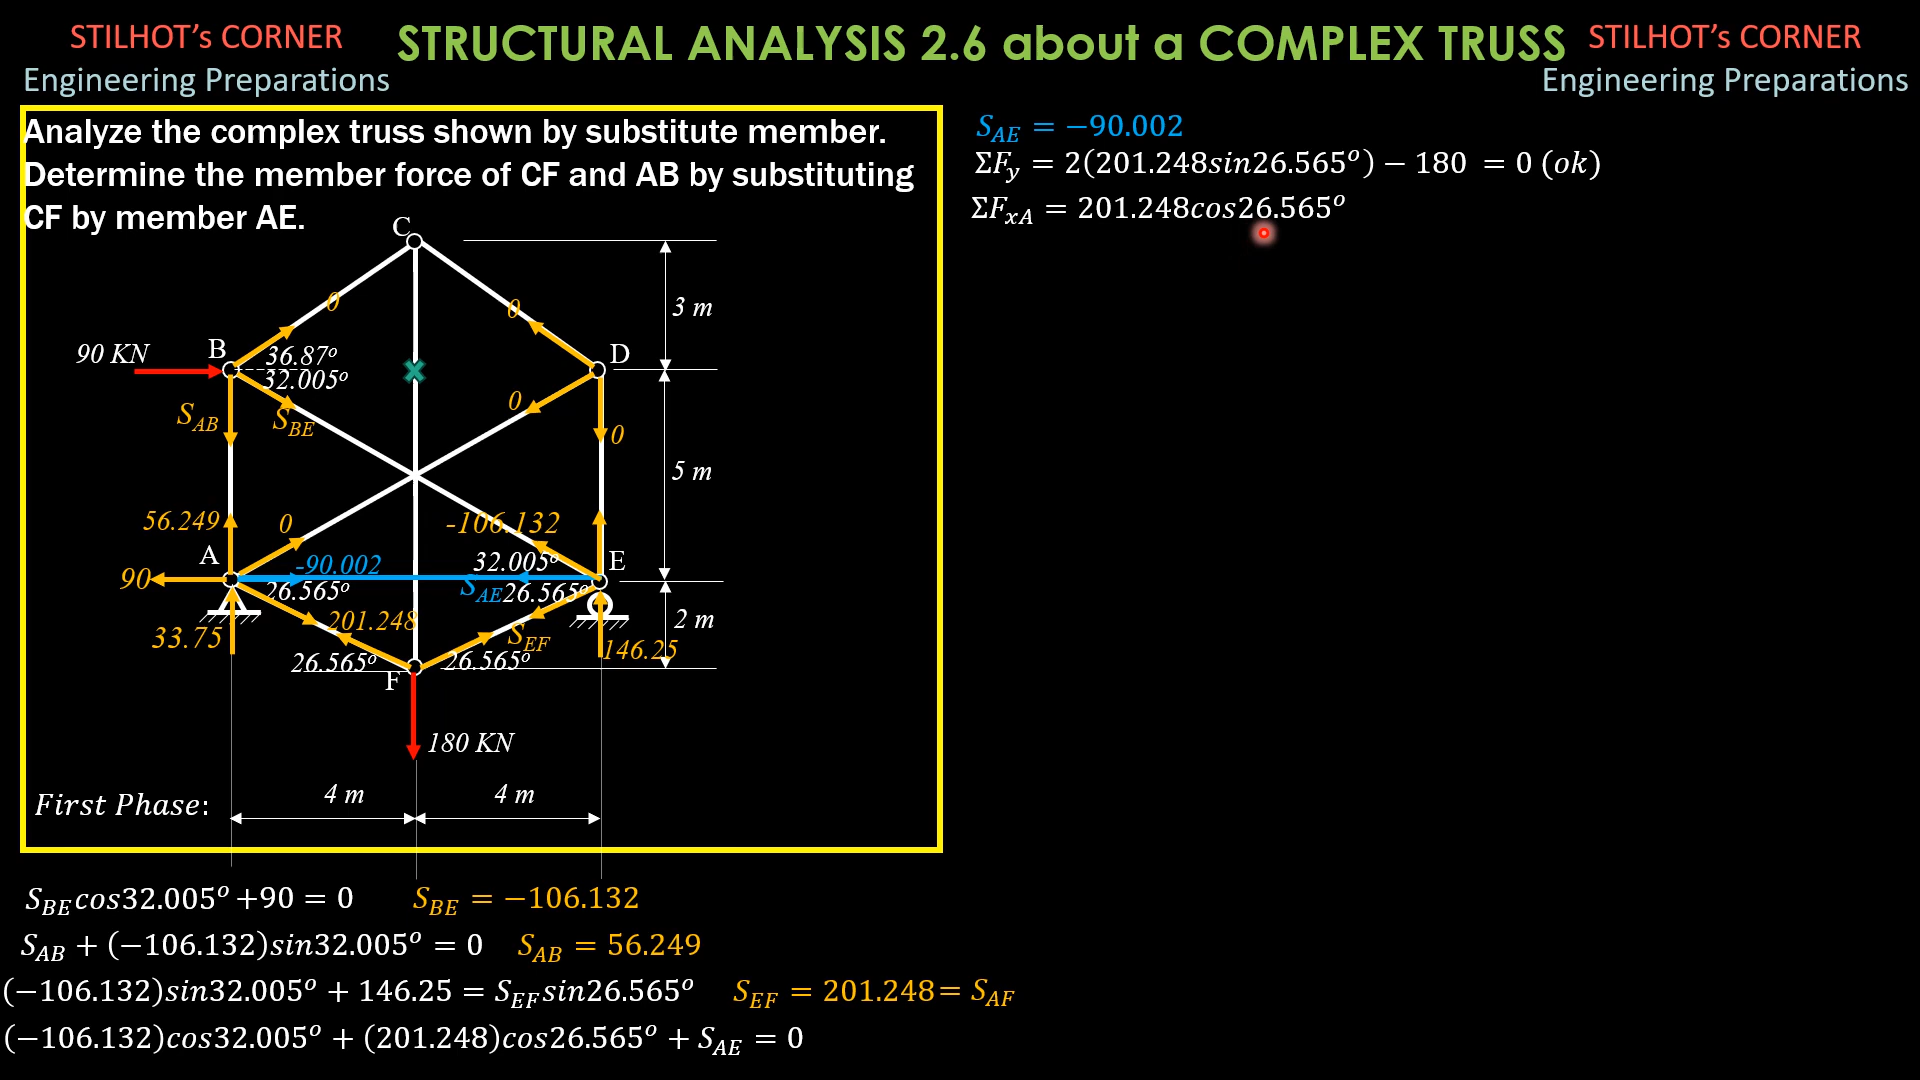 STILHOT's CORNER
Engineering Preparations
STRUCTURAL ANALYSIS 2.6 about a COMPLEX TRUSS
STILHOT's CORNER
Engineering Preparations
Analyze the complex truss shown by substitute member.
Determine the member force of CF and AB by substituting
CF by member AE.
C
0
0
3 m
90 KN
B
36.87°
32.005°
D
S_AB
S_BE
0
0
5 m
56.249
0
-106.132
A
-90.002
32.005°
E
90
26.565°
S_AE
26.565°
33.75
201.248
S_EF
146.25
2 m
26.565°
26.565°
F
180 KN
First Phase:
4 m
4 m
S_BE cos32.005° +90 = 0
S_BE = −106.132
S_AB + (−106.132)sin32.005° = 0
S_AB = 56.249
(−106.132)sin32.005° + 146.25 = S_EF sin26.565°
S_EF = 201.248 = S_AF
(−106.132)cos32.005° + (201.248)cos26.565° + S_AE = 0
S_AE = −90.002
ΣF_y = 2(201.248sin26.565°) − 180 = 0 (ok)
ΣF_xA = 201.248cos26.565°